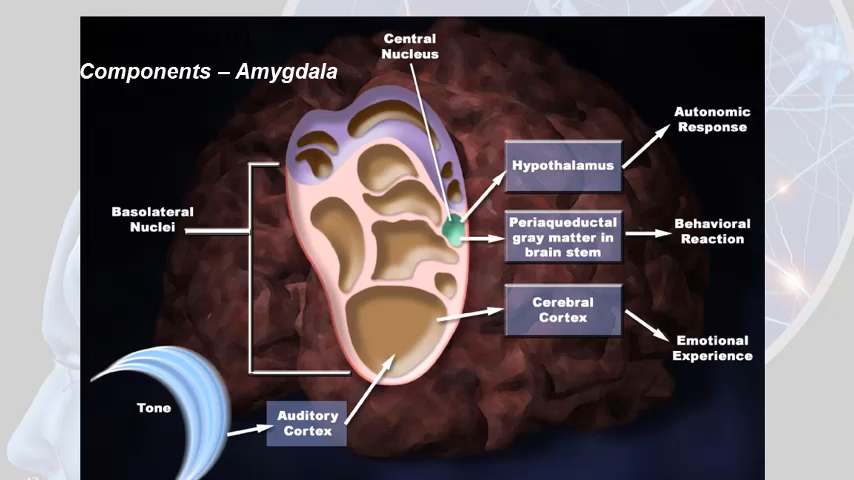 Central
Nucleus
Components – Amygdala
Autonomic
Response
Hypothalamus
Basolateral
Nuclei
Periaqueductal
gray matter in
brain stem
Behavioral
Reaction
Cerebral
Cortex
Emotional
Experience
Tone
Auditory
Cortex